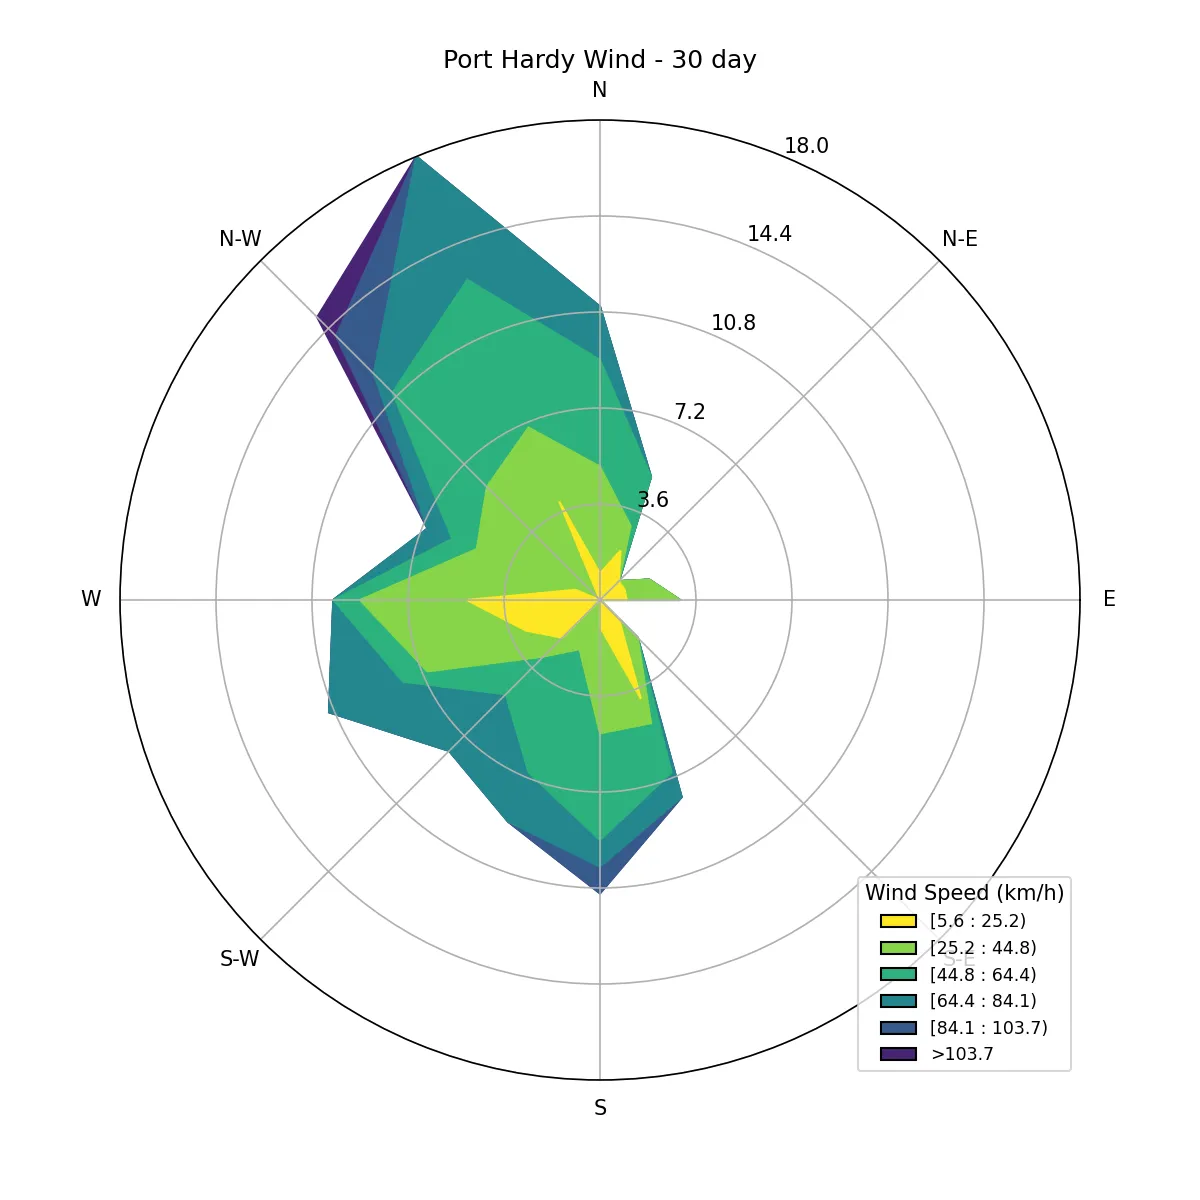 Port Hardy Wind - 30 day
N
18.0
N-W
14.4
N-E
10.8
7.2
3.6
W
E
Wind Speed (km/h)
[5.6 : 25.2)
[25.2 : 44.8)
S-W
S-E
[44.8 : 64.4)
[64.4 : 84.1)
[84.1 : 103.7)
>103.7
S